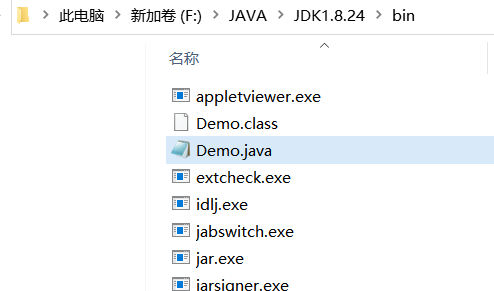 此电脑 > 新加卷 (F:) > JAVA > JDK1.8.24 > bin
名称
appletviewer.exe
Demo.class
Demo.java
extcheck.exe
idlj.exe
jabswitch.exe
jar.exe
jarsigner.exe